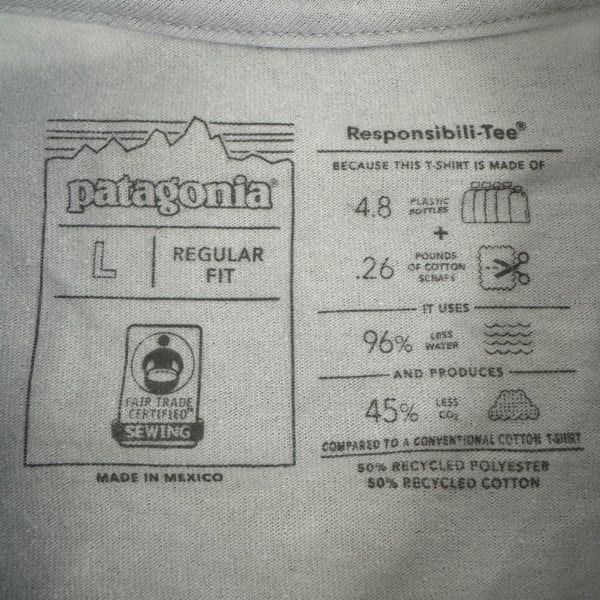 patagonia®
L
REGULAR
FIT
FAIR TRADE
CERTIFIED™
SEWING
MADE IN MEXICO
Responsibili-Tee®
BECAUSE THIS T-SHIRT IS MADE OF
4.8 PLASTIC
BOTTLES
+
.26 POUNDS
OF COTTON
SCRAPS
IT USES
96% LESS
WATER
AND PRODUCES
45% LESS
CO₂
COMPARED TO A CONVENTIONAL COTTON T-SHIRT
50% RECYCLED POLYESTER
50% RECYCLED COTTON